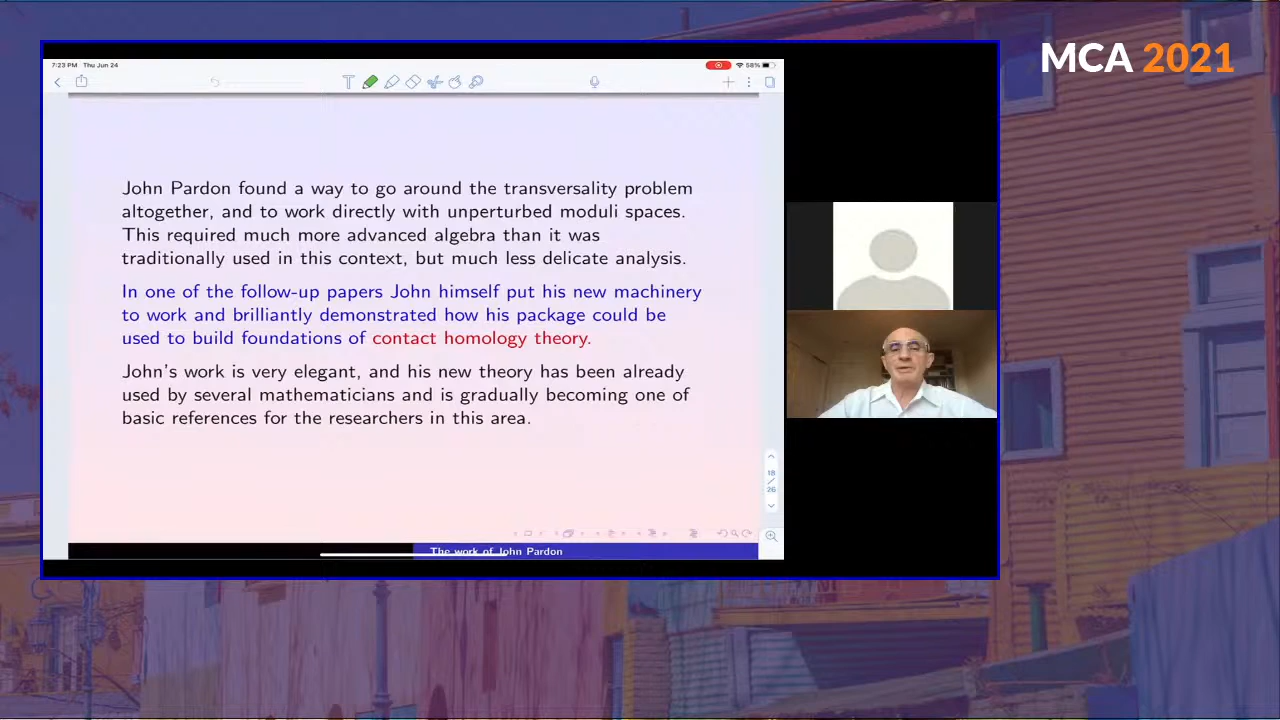 MCA 2021
7:23 PM Thu Jun 24
58%
T
John Pardon found a way to go around the transversality problem
altogether, and to work directly with unperturbed moduli spaces.
This required much more advanced algebra than it was
traditionally used in this context, but much less delicate analysis.
In one of the follow-up papers John himself put his new machinery
to work and brilliantly demonstrated how his package could be
used to build foundations of contact homology theory.
John's work is very elegant, and his new theory has been already
used by several mathematicians and is gradually becoming one of
basic references for the researchers in this area.
18
/
26
The work of John Pardon